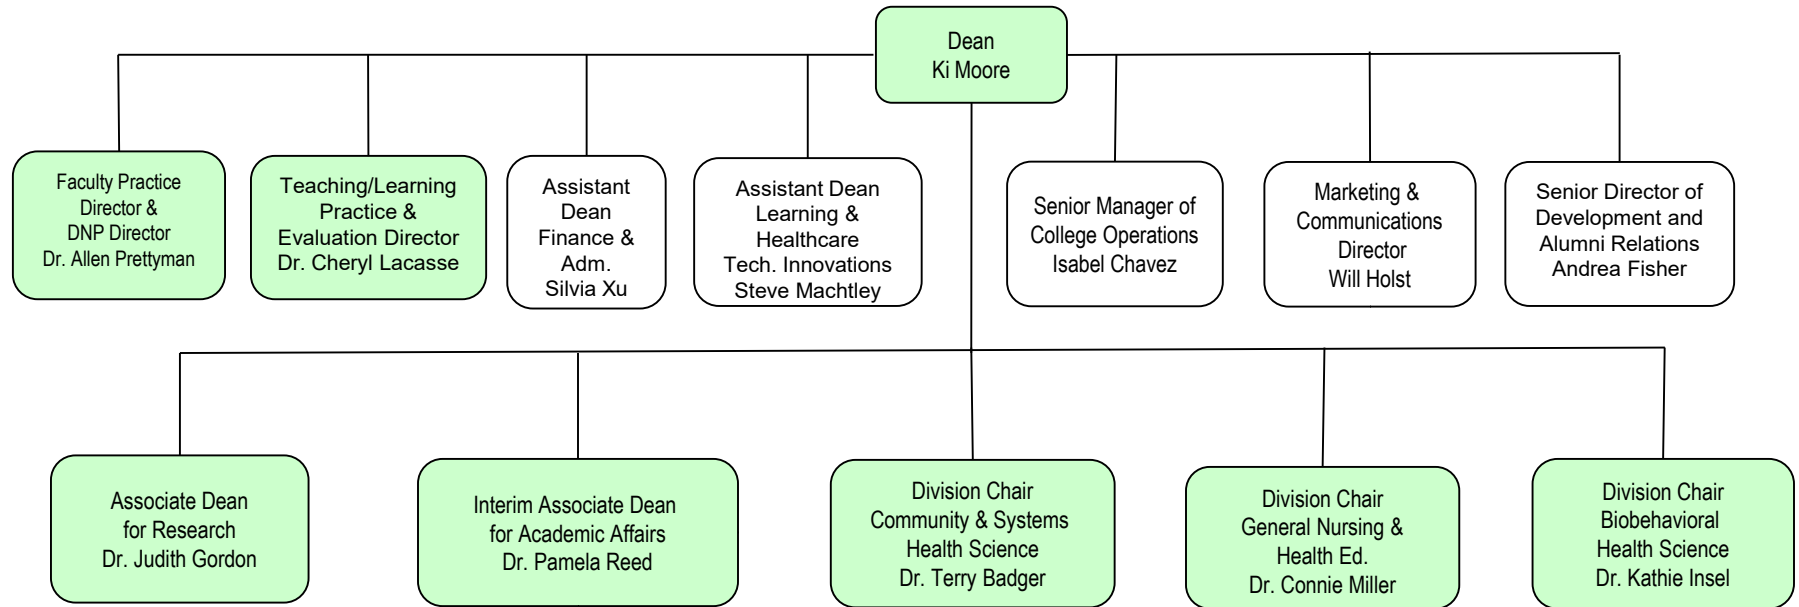 Dean
Ki Moore
Faculty Practice
Director &
DNP Director
Dr. Allen Prettyman
Teaching/Learning
Practice &
Evaluation Director
Dr. Cheryl Lacasse
Assistant
Dean
Finance &
Adm.
Silvia Xu
Assistant Dean
Learning &
Healthcare
Tech. Innovations
Steve Machtley
Senior Manager of
College Operations
Isabel Chavez
Marketing &
Communications
Director
Will Holst
Senior Director of
Development and
Alumni Relations
Andrea Fisher
Associate Dean
for Research
Dr. Judith Gordon
Interim Associate Dean
for Academic Affairs
Dr. Pamela Reed
Division Chair
Community & Systems
Health Science
Dr. Terry Badger
Division Chair
General Nursing &
Health Ed.
Dr. Connie Miller
Division Chair
Biobehavioral
Health Science
Dr. Kathie Insel